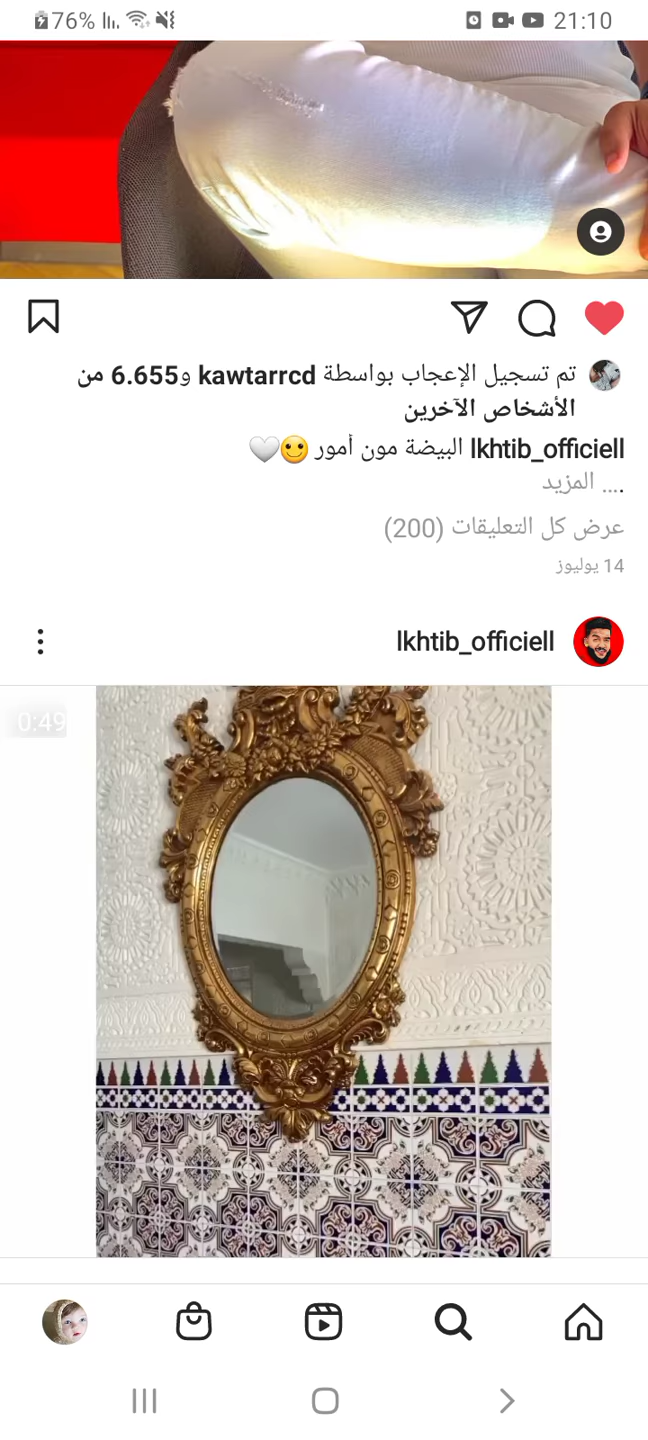 76% 21:10
تم تسجيل الإعجاب بواسطة kawtarrcd و6.655 من
الأشخاص الآخرين
lkhtib_officiell البيضة مون أمور 🙂🤍
.... المزيد
عرض كل التعليقات (200)
14 يوليوز
lkhtib_officiell
0:49